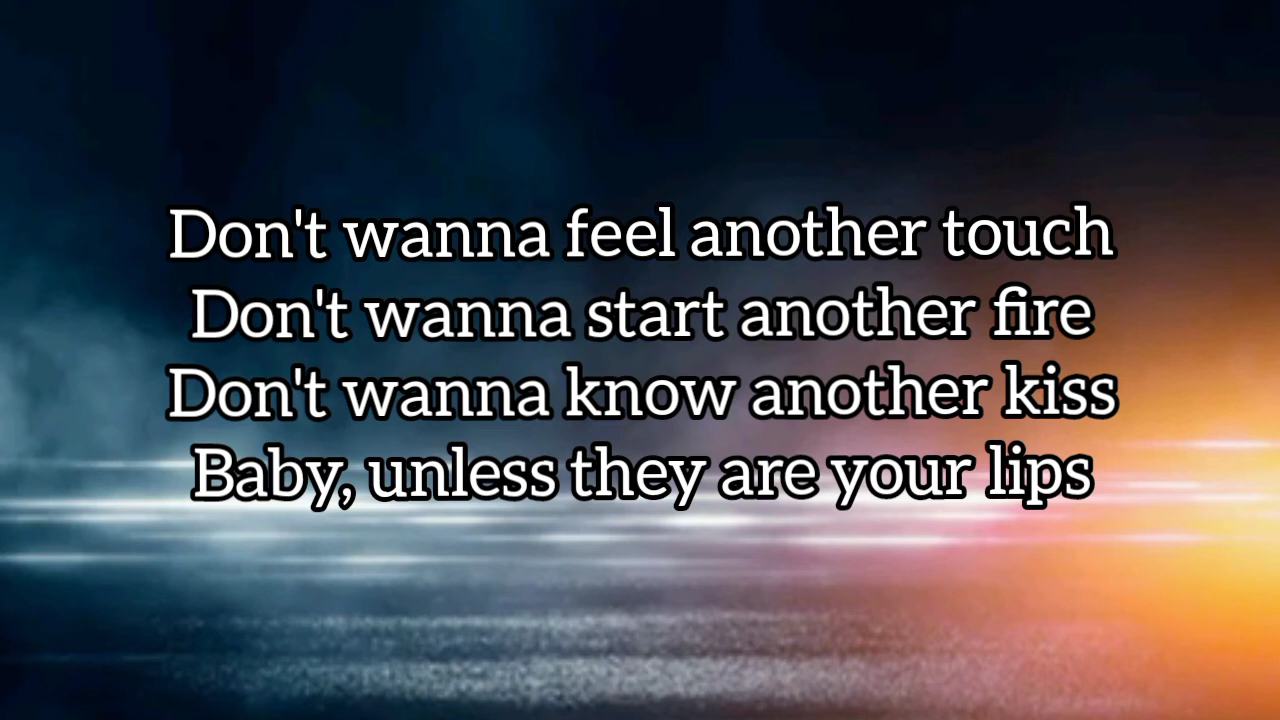 Don't wanna feel another touch
Don't wanna start another fire
Don't wanna know another kiss
Baby, unless they are your lips